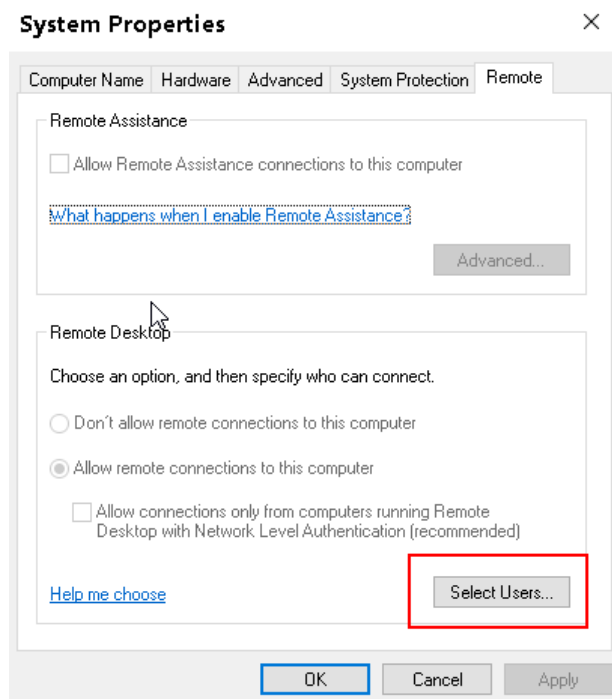 System Properties
Computer Name Hardware Advanced System Protection Remote
Remote Assistance
Allow Remote Assistance connections to this computer
What happens when I enable Remote Assistance?
Advanced...
Remote Desktop
Choose an option, and then specify who can connect.
Don´t allow remote connections to this computer
Allow remote connections to this computer
Allow connections only from computers running Remote
Desktop with Network Level Authentication (recommended)
Help me choose
Select Users...
OK Cancel Apply